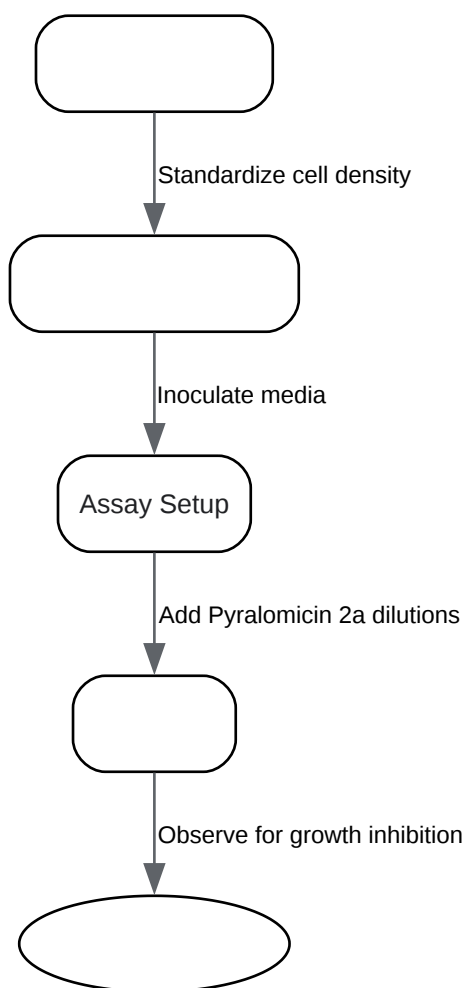 Standardize cell density
Inoculate media
Assay Setup
Add Pyralomicin 2a dilutions
Observe for growth inhibition